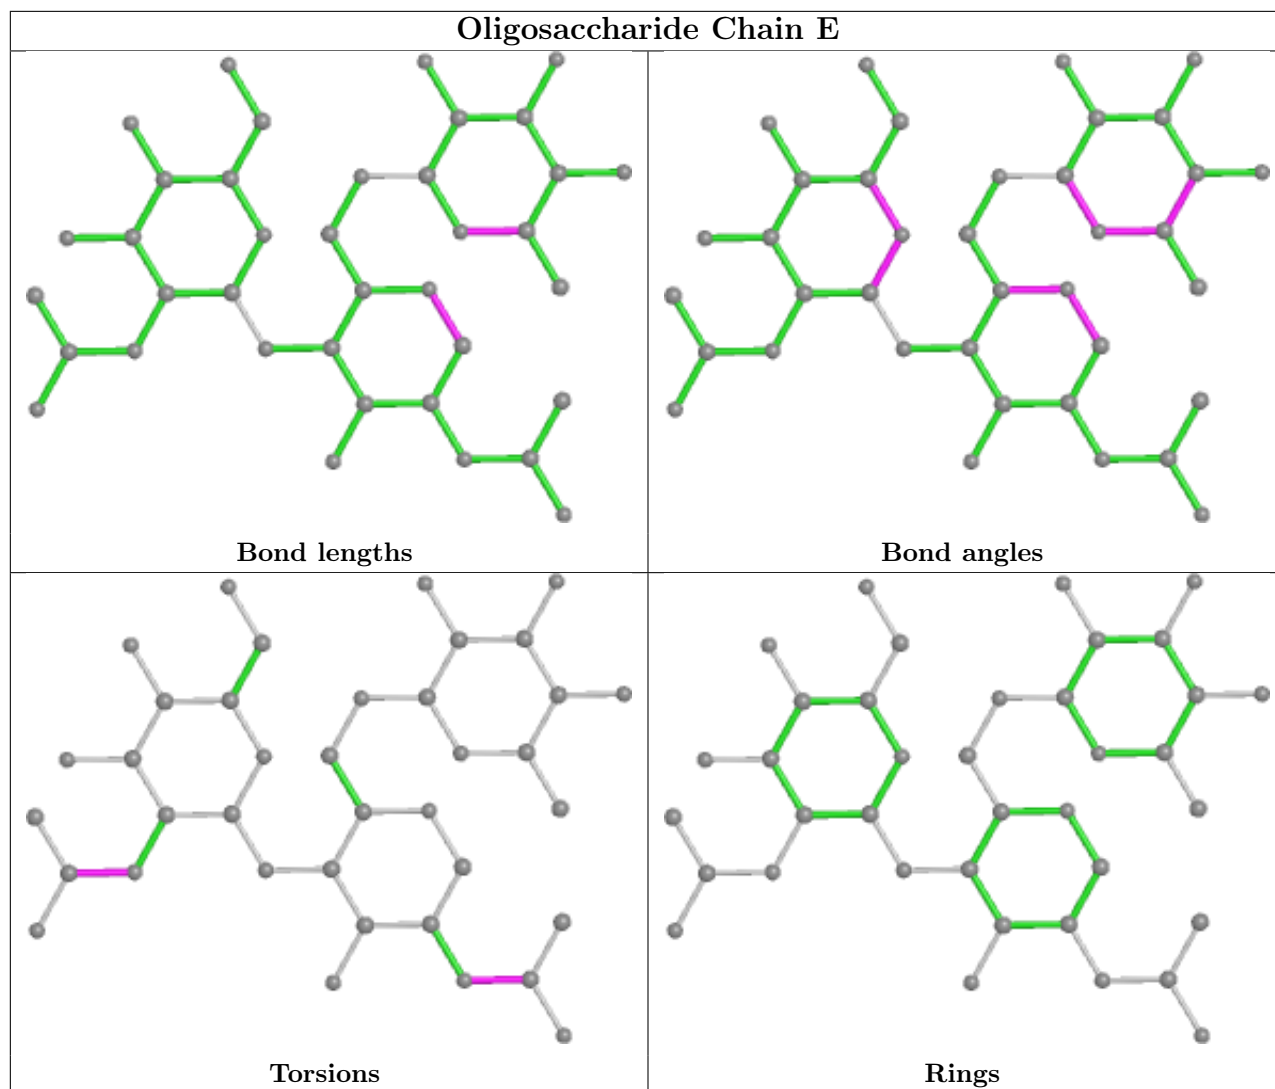 Oligosaccharide Chain E
Bond lengths
Bond angles
Torsions
Rings